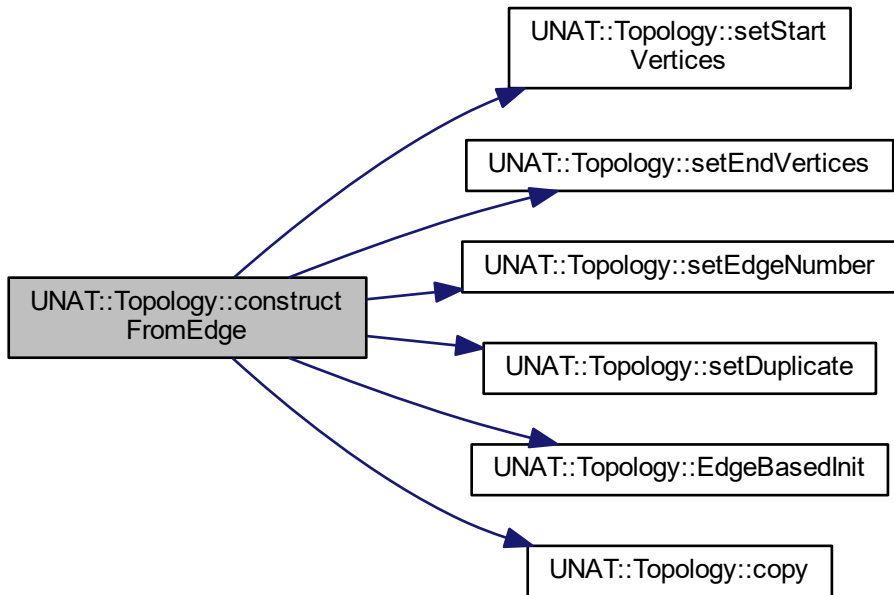 UNAT::Topology::setStart
Vertices
UNAT::Topology::setEndVertices
UNAT::Topology::setEdgeNumber
UNAT::Topology::construct
FromEdge
UNAT::Topology::setDuplicate
UNAT::Topology::EdgeBasedInit
UNAT::Topology::copy